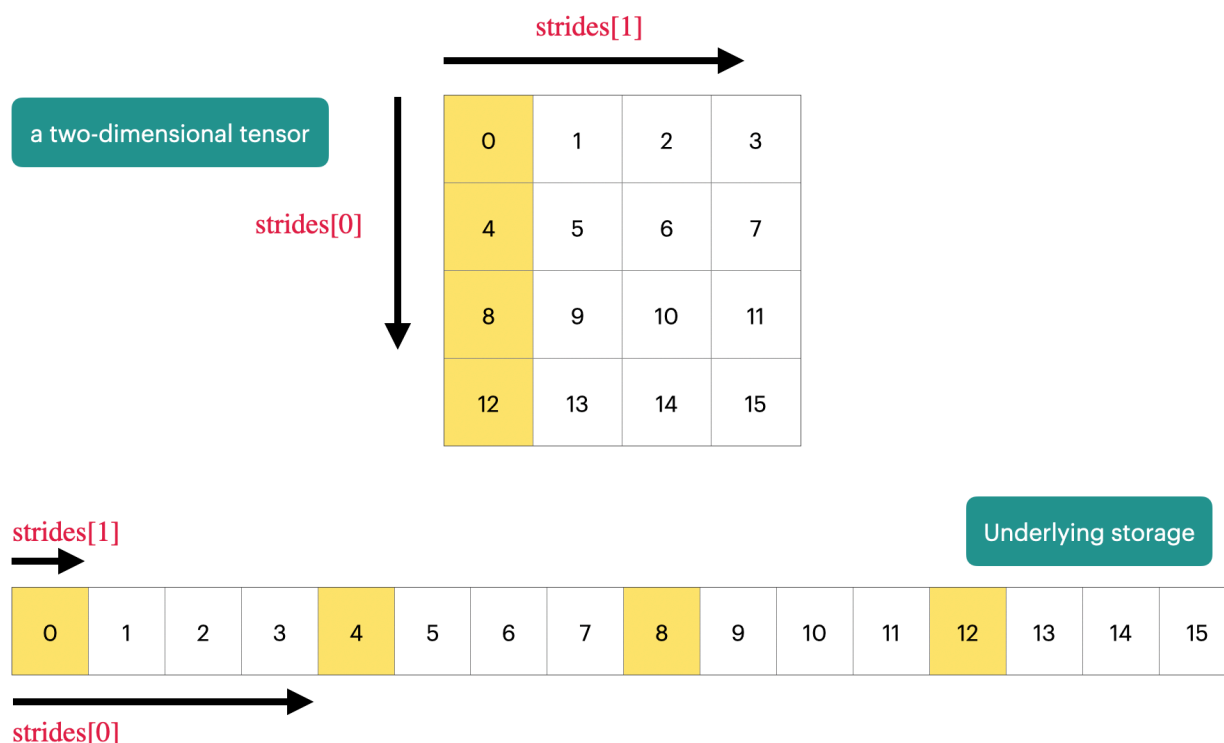 strides[1]
a two-dimensional tensor
strides[0]
0 1 2 3
4 5 6 7
8 9 10 11
12 13 14 15
strides[1]
Underlying storage
0 1 2 3 4 5 6 7 8 9 10 11 12 13 14 15
strides[0]